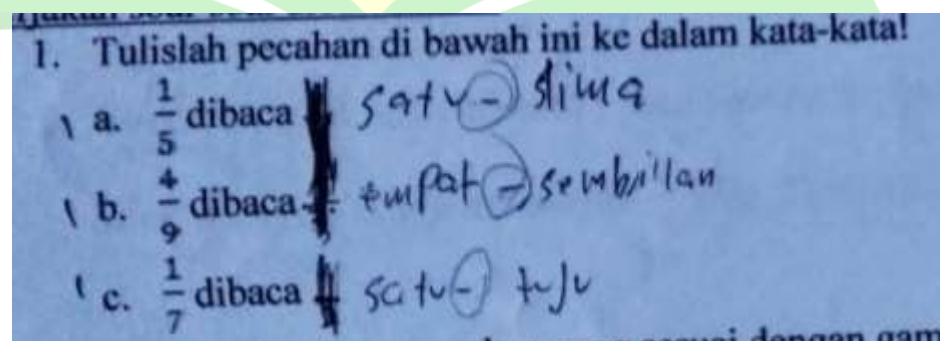 1. Tulislah pecahan di bawah ini ke dalam kata-kata!
a. 1/5 dibaca satu - lima
b. 4/9 dibaca empat - sembilan
c. 1/7 dibaca satu - tuju